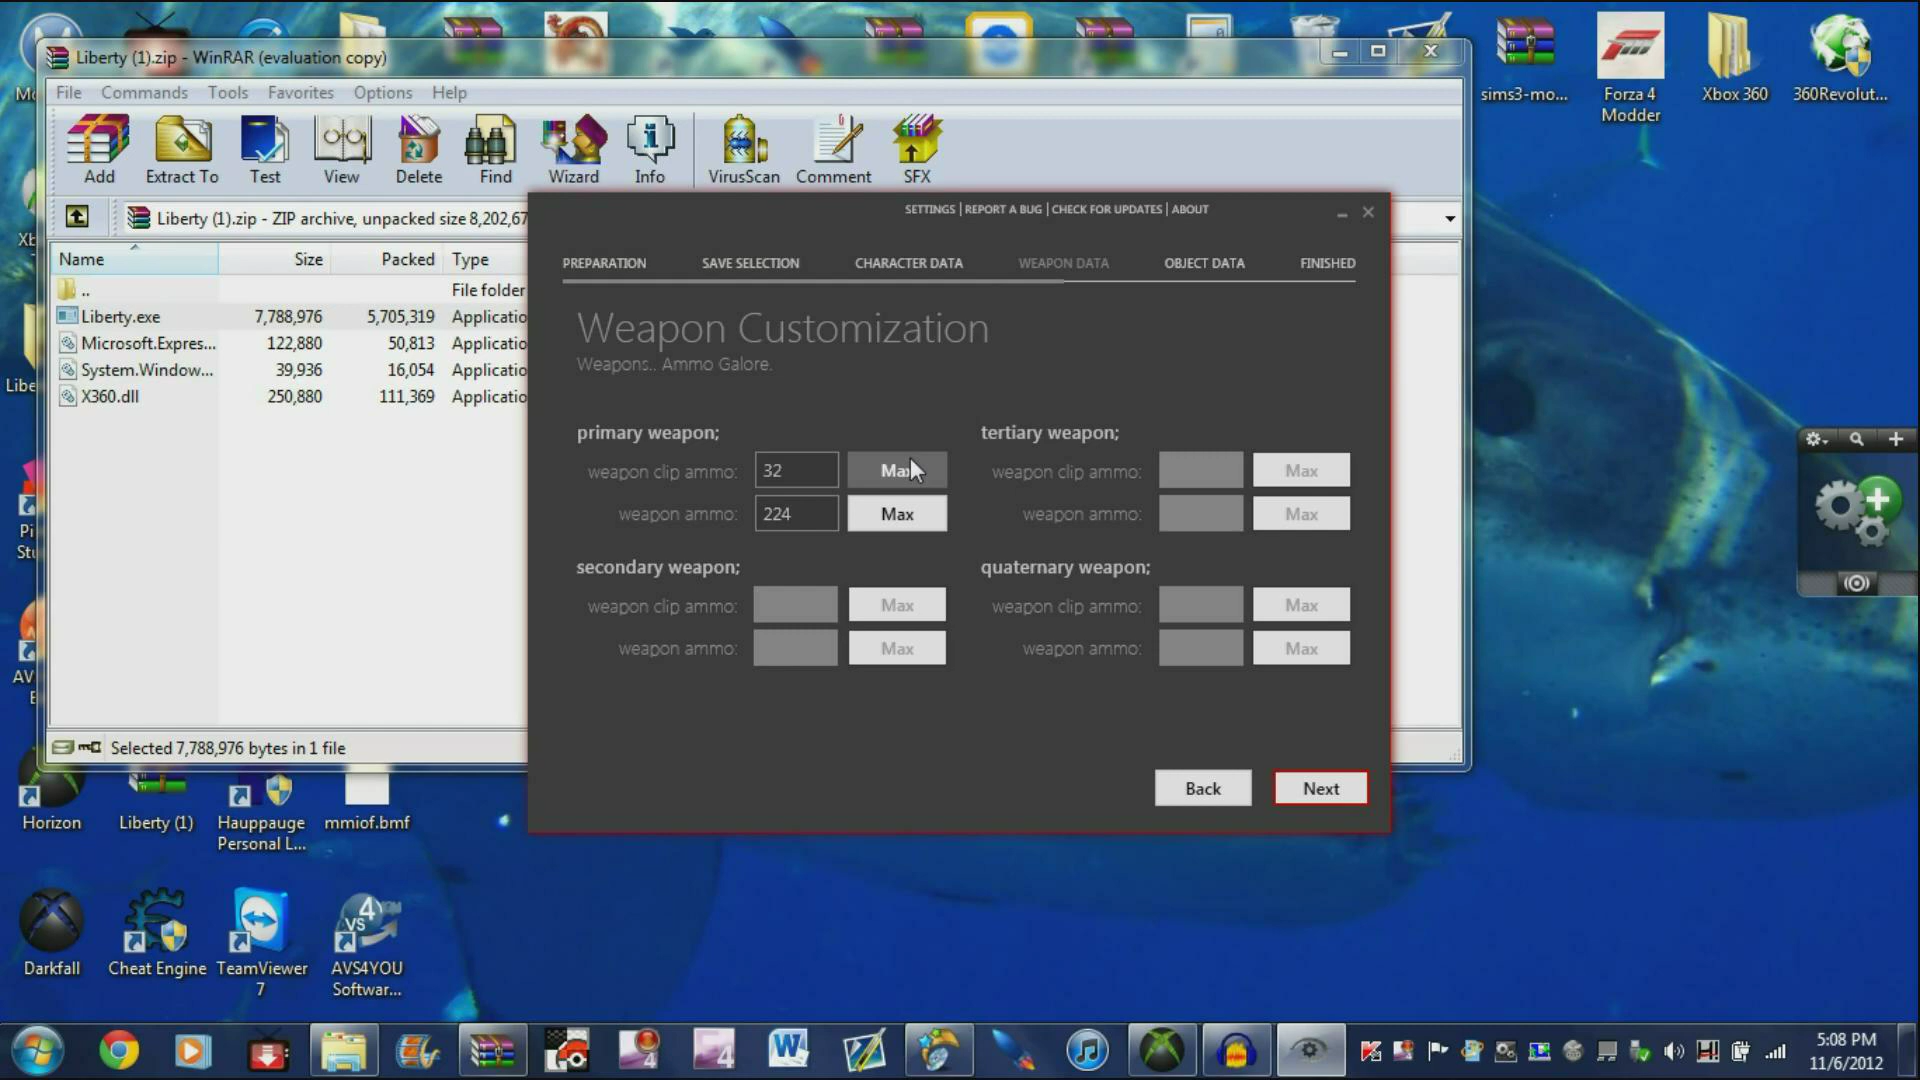 Liberty (1).zip - WinRAR (evaluation copy)
File Commands Tools Favorites Options Help
Add Extract To Test View Delete Find Wizard Info VirusScan Comment SFX
Liberty (1).zip - ZIP archive, unpacked size 8,202,67
Name Size Packed Type
.. File folder
Liberty.exe 7,788,976 5,705,319 Applicatio
Microsoft.Expres... 122,880 50,813 Applicatio
System.Window... 39,936 16,054 Applicatio
X360.dll 250,880 111,369 Applicatio
Selected 7,788,976 bytes in 1 file
SETTINGS | REPORT A BUG | CHECK FOR UPDATES | ABOUT
PREPARATION SAVE SELECTION CHARACTER DATA WEAPON DATA OBJECT DATA FINISHED
Weapon Customization
Weapons.. Ammo Galore.
primary weapon;
weapon clip ammo: 32 Max
weapon ammo: 224 Max
tertiary weapon;
weapon clip ammo: Max
weapon ammo: Max
secondary weapon;
weapon clip ammo: Max
weapon ammo: Max
quaternary weapon;
weapon clip ammo: Max
weapon ammo: Max
Back Next
sims3-mo...
Forza 4
Modder
Xbox 360
360Revolut...
Horizon
Liberty (1)
Hauppauge
Personal L...
mmiof.bmf
Darkfall
Cheat Engine
TeamViewer
7
AVS4YOU
Softwar...
5:08 PM
11/6/2012